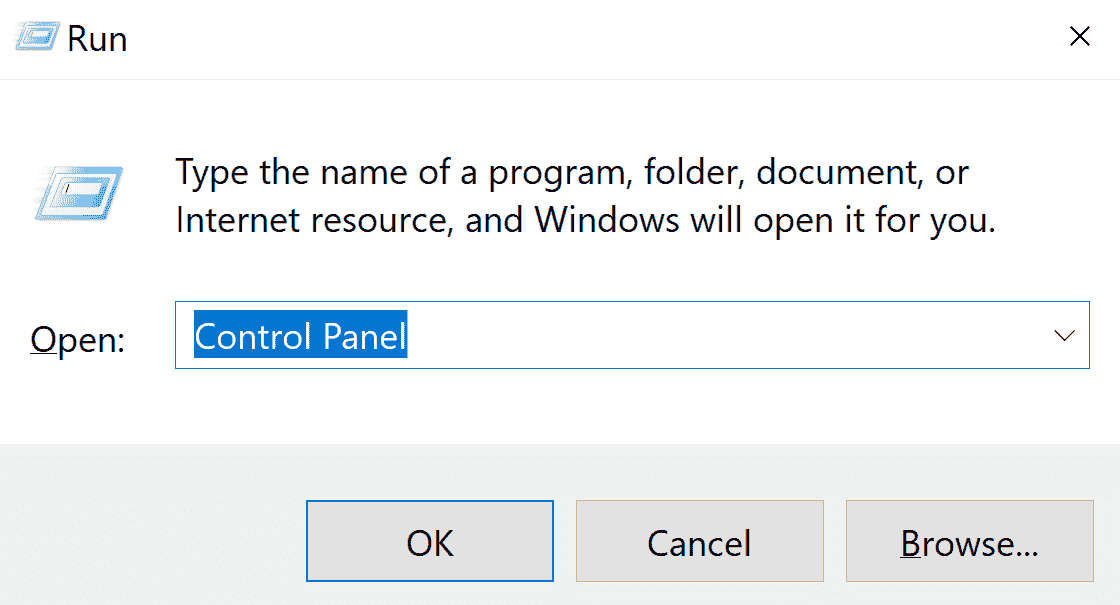 Run
Type the name of a program, folder, document, or
Internet resource, and Windows will open it for you.
Open: Control Panel
OK Cancel Browse...